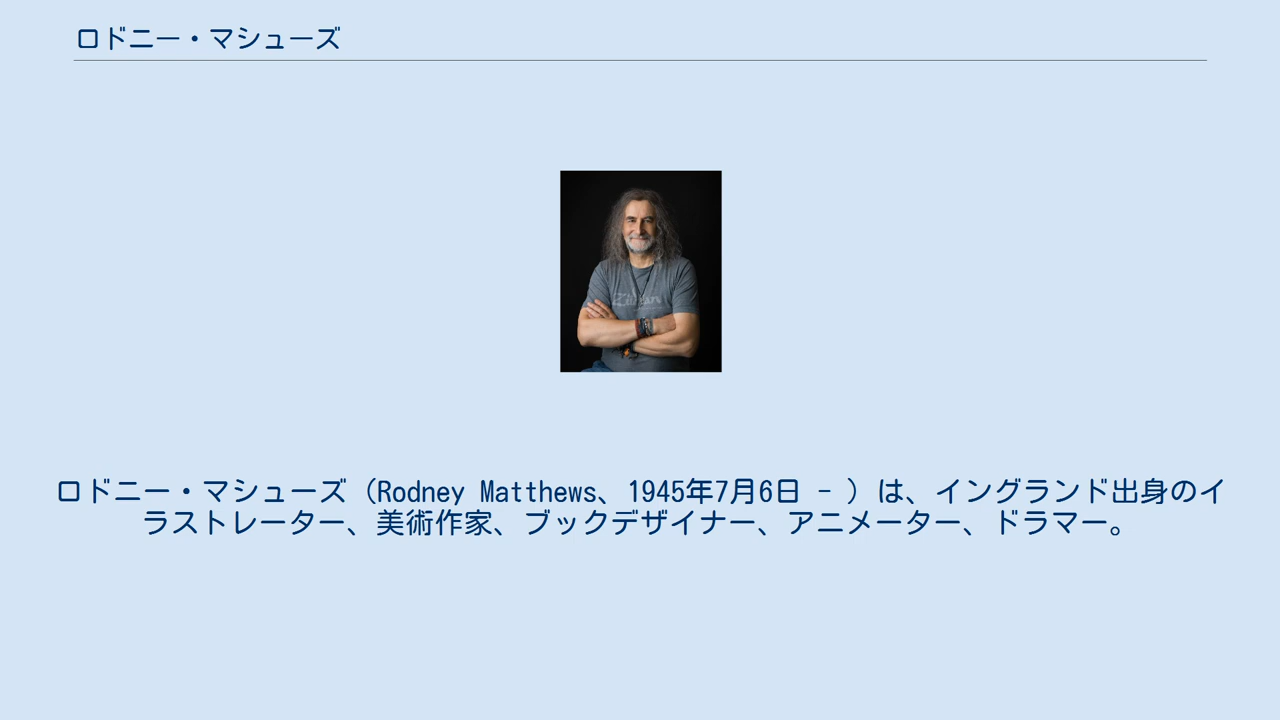 ロドニー・マシューズ
Zildjian
ロドニー・マシューズ（Rodney Matthews、1945年7月6日 - ）は、イングランド出身のイ
ラストレーター、美術作家、ブックデザイナー、アニメーター、ドラマー。